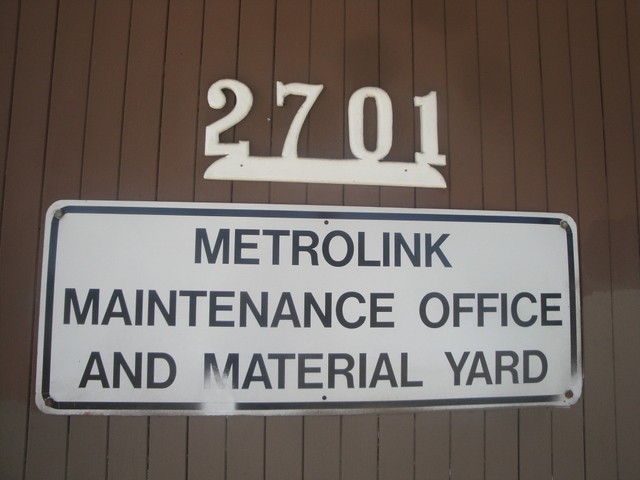 2701
METROLINK
MAINTENANCE OFFICE
AND MATERIAL YARD